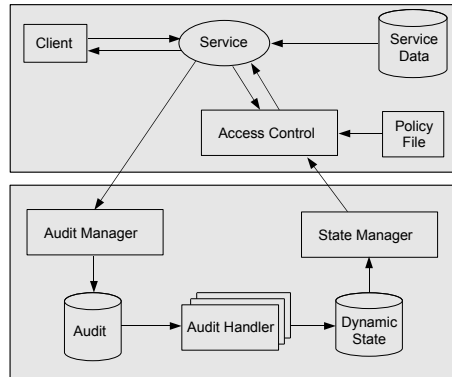 Client
Service
Service
Data
Access Control
Policy
File
Audit Manager
State Manager
Audit
Audit Handler
Dynamic
State